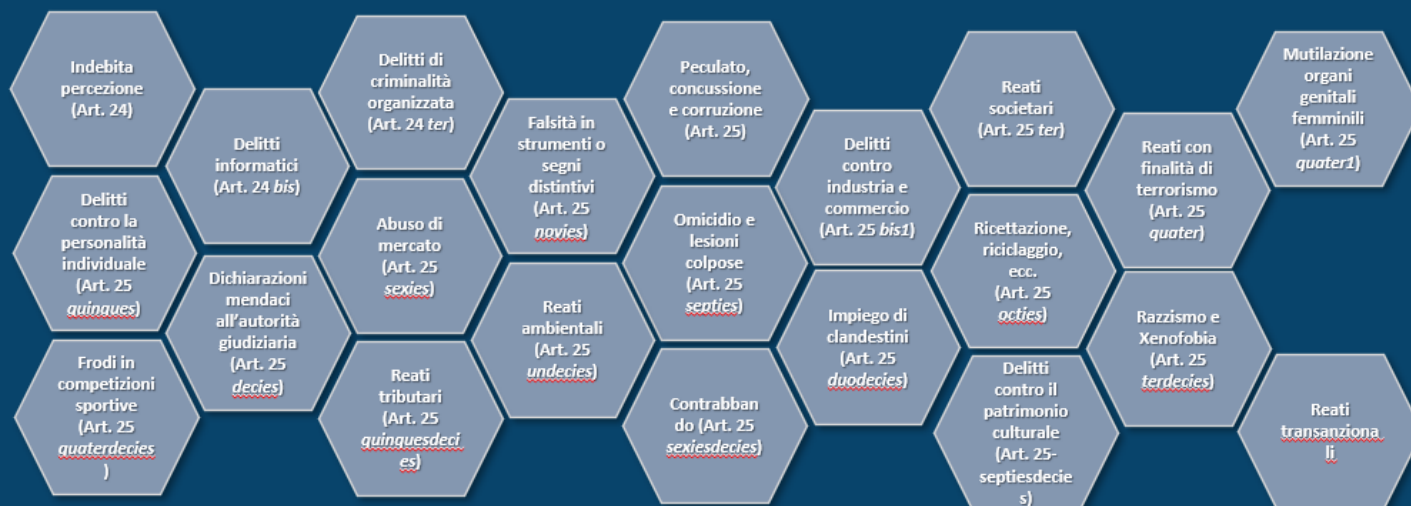 Indebita
percezione
(Art. 24)
Delitti
informatici
(Art. 24 bis)
Delitti di
criminalità
organizzata
(Art. 24 ter)
Falsità in
strumenti o
segni
distintivi
(Art. 25
novies)
Peculato,
concussione
e corruzione
(Art. 25)
Delitti
contro
industria e
commercio
(Art. 25 bis1)
Reati
societari
(Art. 25 ter)
Reati con
finalità di
terrorismo
(Art. 25
quater)
Mutilazione
organi
genitali
femminili
(Art. 25
quater1)
Delitti
contro la
personalità
individuale
(Art. 25
quinques)
Dichiarazioni
mendaci
all'autorità
giudiziaria
(Art. 25
decies)
Abuso di
mercato
(Art. 25
sexies)
Reati
ambientali
(Art. 25
undecies)
Omicidio e
lesioni
colpose
(Art. 25
septies)
Impiego di
clandestini
(Art. 25
duodecies)
Ricettazione,
riciclaggio,
ecc.
(Art. 25
octies)
Razzismo e
Xenofobia
(Art. 25
terdecies)
Frodi in
competizioni
sportive
(Art. 25
quaterdecies
)
Reati
tributari
(Art. 25
quinquesdeci
es)
Contrabban
do (Art. 25
sexiesdecies)
Delitti
contro il
patrimonio
culturale
(Art. 25-
septiesdecie
s)
Reati
transanziona
li